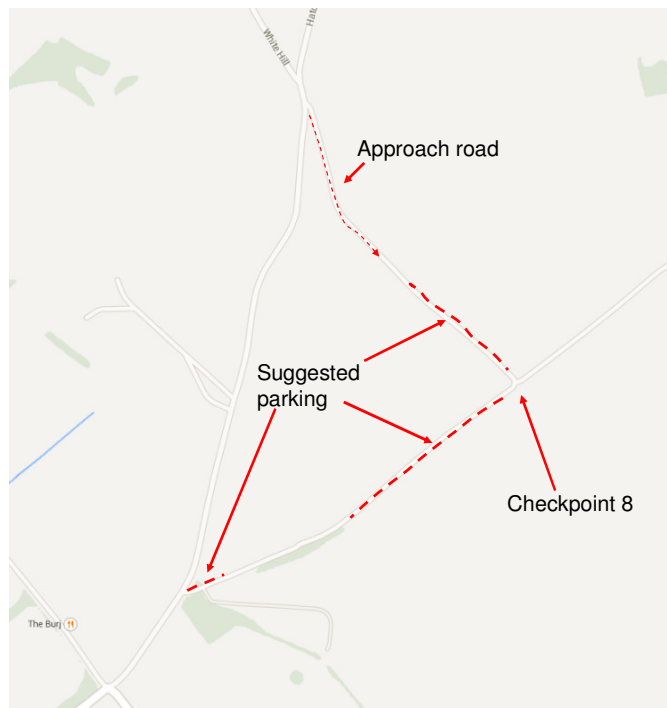 White Hill
Approach road
Suggested
parking
Checkpoint 8
The Burj